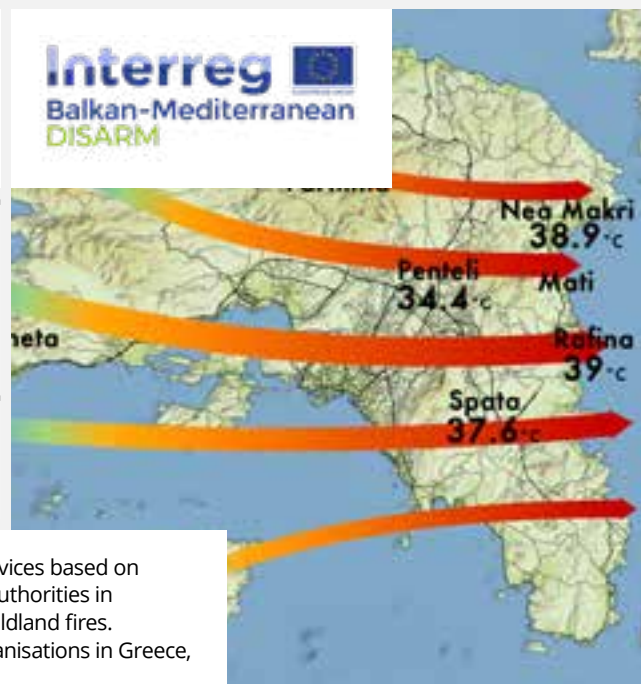 Interreg
Balkan-Mediterranean
DISARM
Nea Makri
38.9°C
Penteli
34.4°C
Mati
Rafina
39°C
Spata
37.6°C
vices based on
uthorities in
ldland fires.
anisations in Greece,